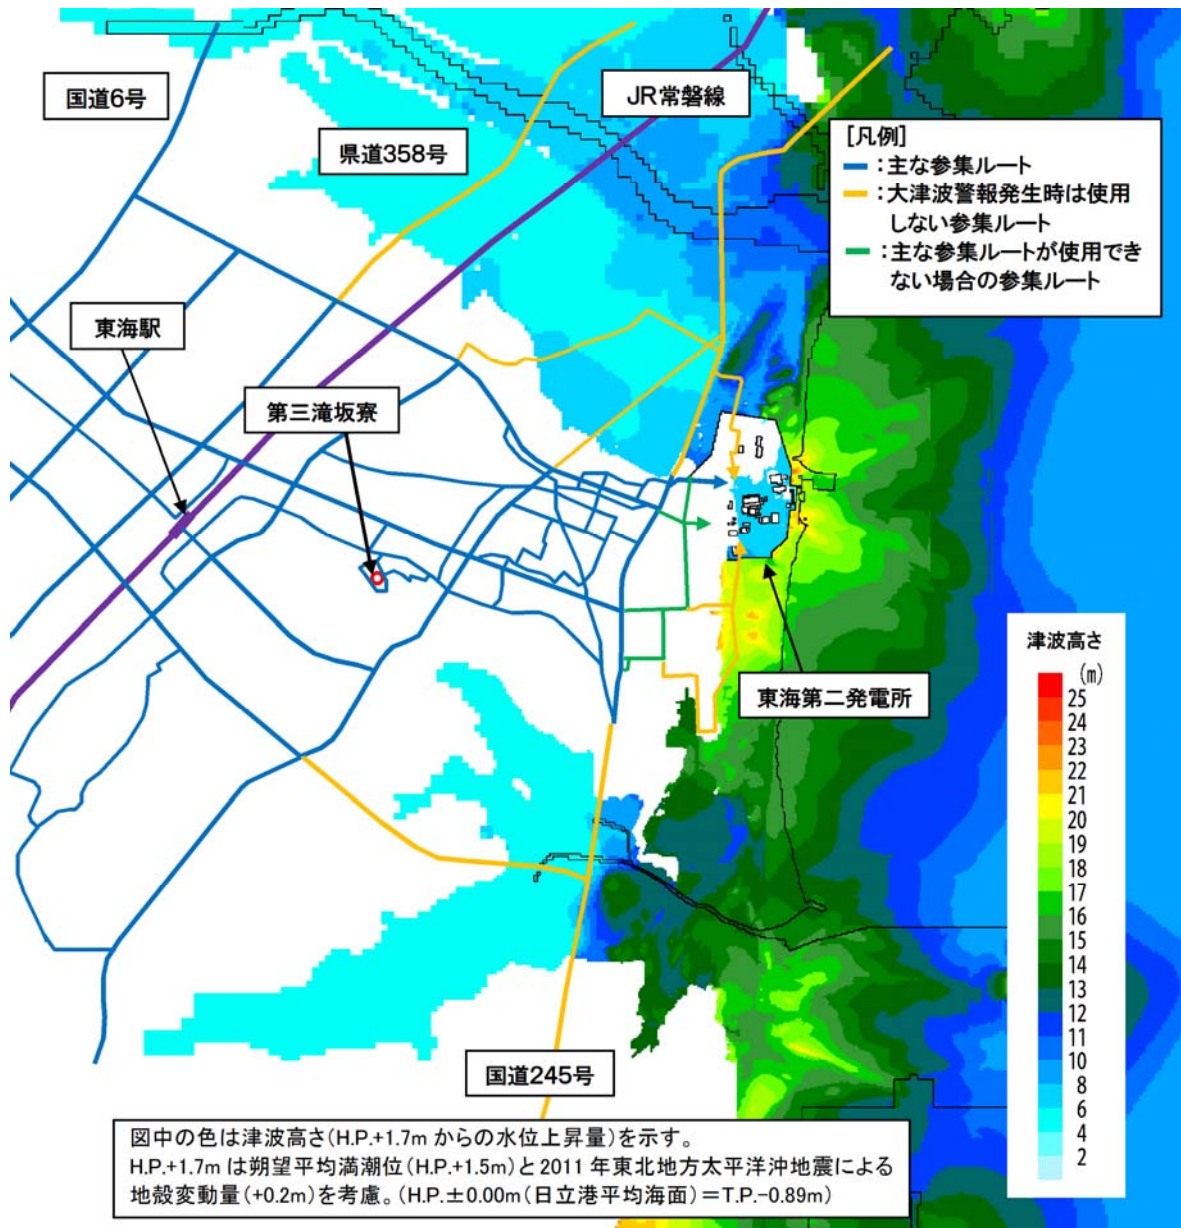 国道6号
JR常磐線
県道358号
[凡例]
:主な参集ルート
:大津波警報発生時は使用
しない参集ルート
:主な参集ルートが使用でき
ない場合の参集ルート
東海駅
第三滝坂寮
津波高さ
(m)
25
24
23
22
21
20
19
18
17
16
15
14
13
12
11
10
8
6
4
2
東海第二発電所
国道245号
図中の色は津波高さ(H.P.+1.7m からの水位上昇量)を示す。
H.P.+1.7m は朔望平均満潮位(H.P.+1.5m)と2011 年東北地方太平洋沖地震による
地殻変動量(+0.2m)を考慮。(H.P.±0.00m(日立港平均海面)=T.P.-0.89m)